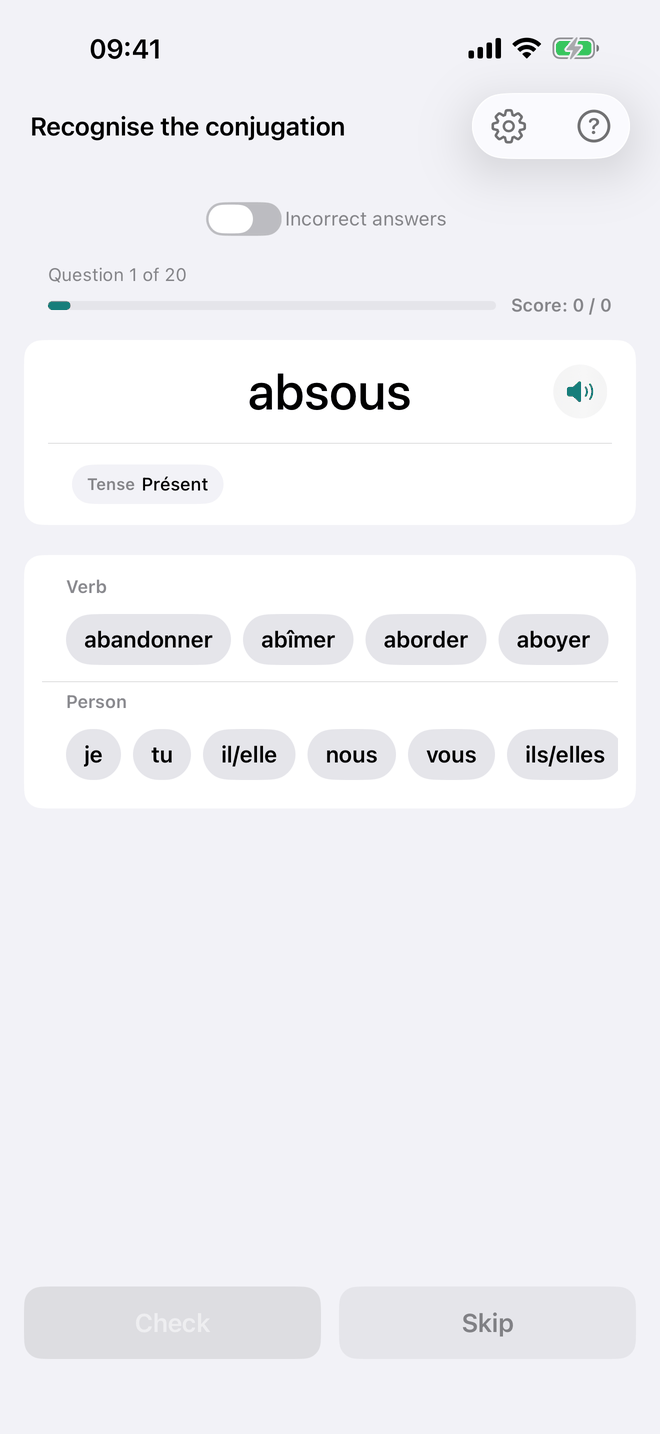 09:41
Recognise the conjugation
?
Incorrect answers
Question 1 of 20
Score: 0 / 0
absous
Tense Présent
Verb
abandonner abîmer aborder aboyer
Person
je tu il/elle nous vous ils/elles
Check Skip